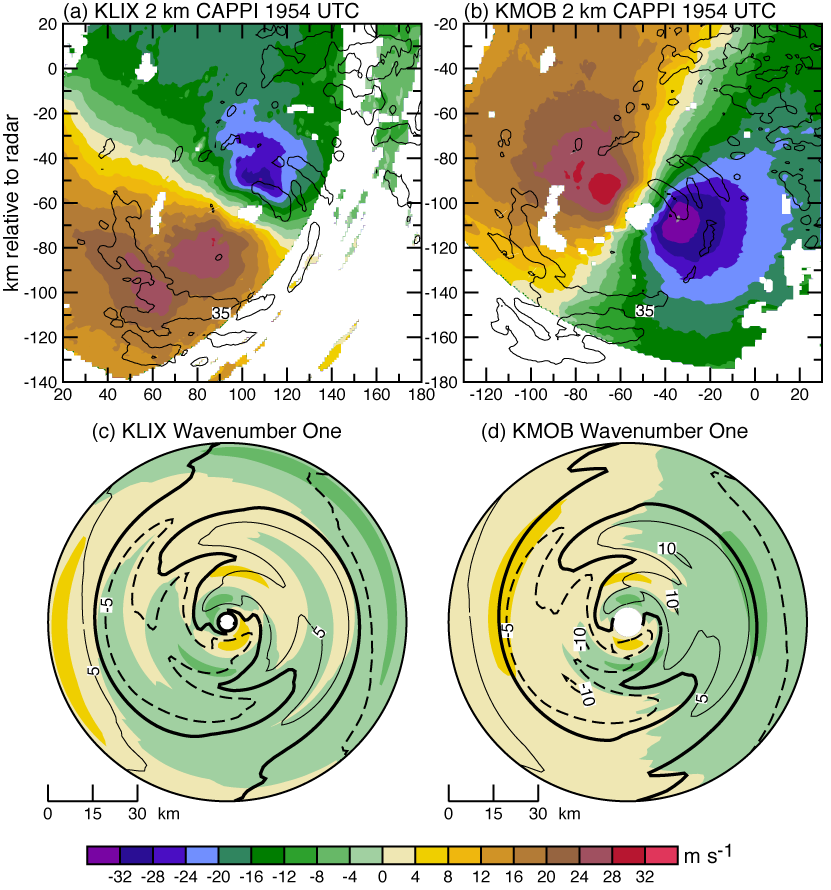 (a) KLIX 2 km CAPPI 1954 UTC
(b) KMOB 2 km CAPPI 1954 UTC
km relative to radar
20
0
-20
-40
-60
-80
-100
-120
-140
35
20 40 60 80 100 120 140 160 180
-20
-40
-60
-80
-100
-120
-140
-160
-180
35
-120 -100 -80 -60 -40 -20 0 20
(c) KLIX Wavenumber One
(d) KMOB Wavenumber One
-5
5
5
0 15 30 km
10
10
-5
-10
-10
5
0 15 30 km
-32 -28 -24 -20 -16 -12 -8 -4 0 4 8 12 16 20 24 28 32
m s-1